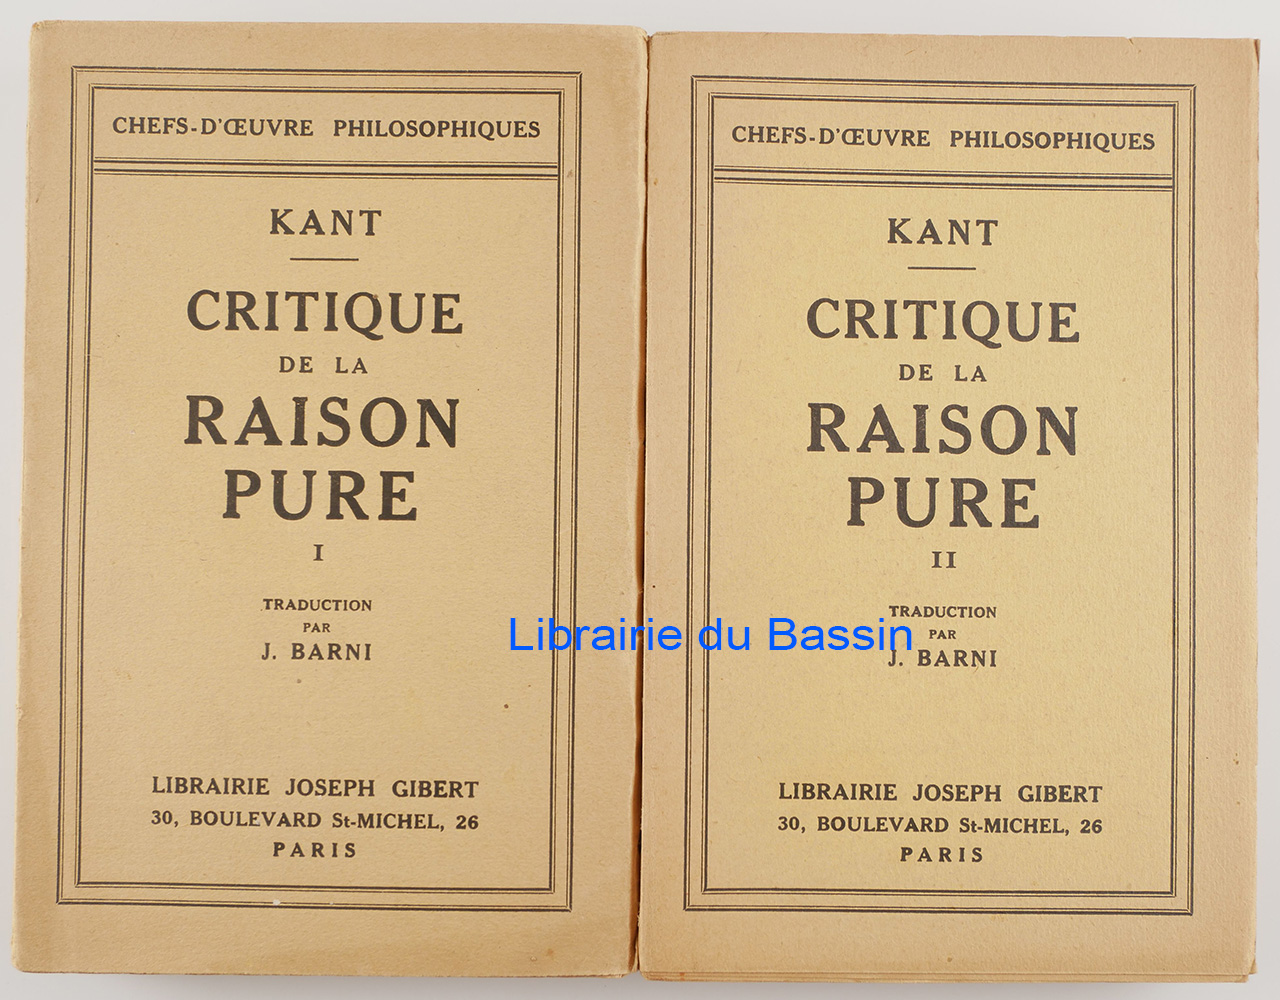 CHEFS-D'ŒUVRE PHILOSOPHIQUES
KANT
CRITIQUE
DE LA
RAISON
PURE
I
TRADUCTION
PAR
J. BARNI
LIBRAIRIE JOSEPH GIBERT
30, BOULEVARD St-MICHEL, 26
PARIS
CHEFS-D'ŒUVRE PHILOSOPHIQUES
KANT
CRITIQUE
DE LA
RAISON
PURE
II
TRADUCTION
PAR
J. BARNI
LIBRAIRIE JOSEPH GIBERT
30, BOULEVARD St-MICHEL, 26
PARIS
Librairie du Bassin